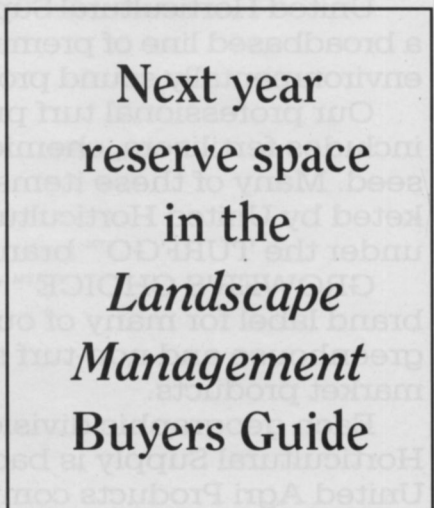 Next year
reserve space
in the
Landscape
Management
Buyers Guide